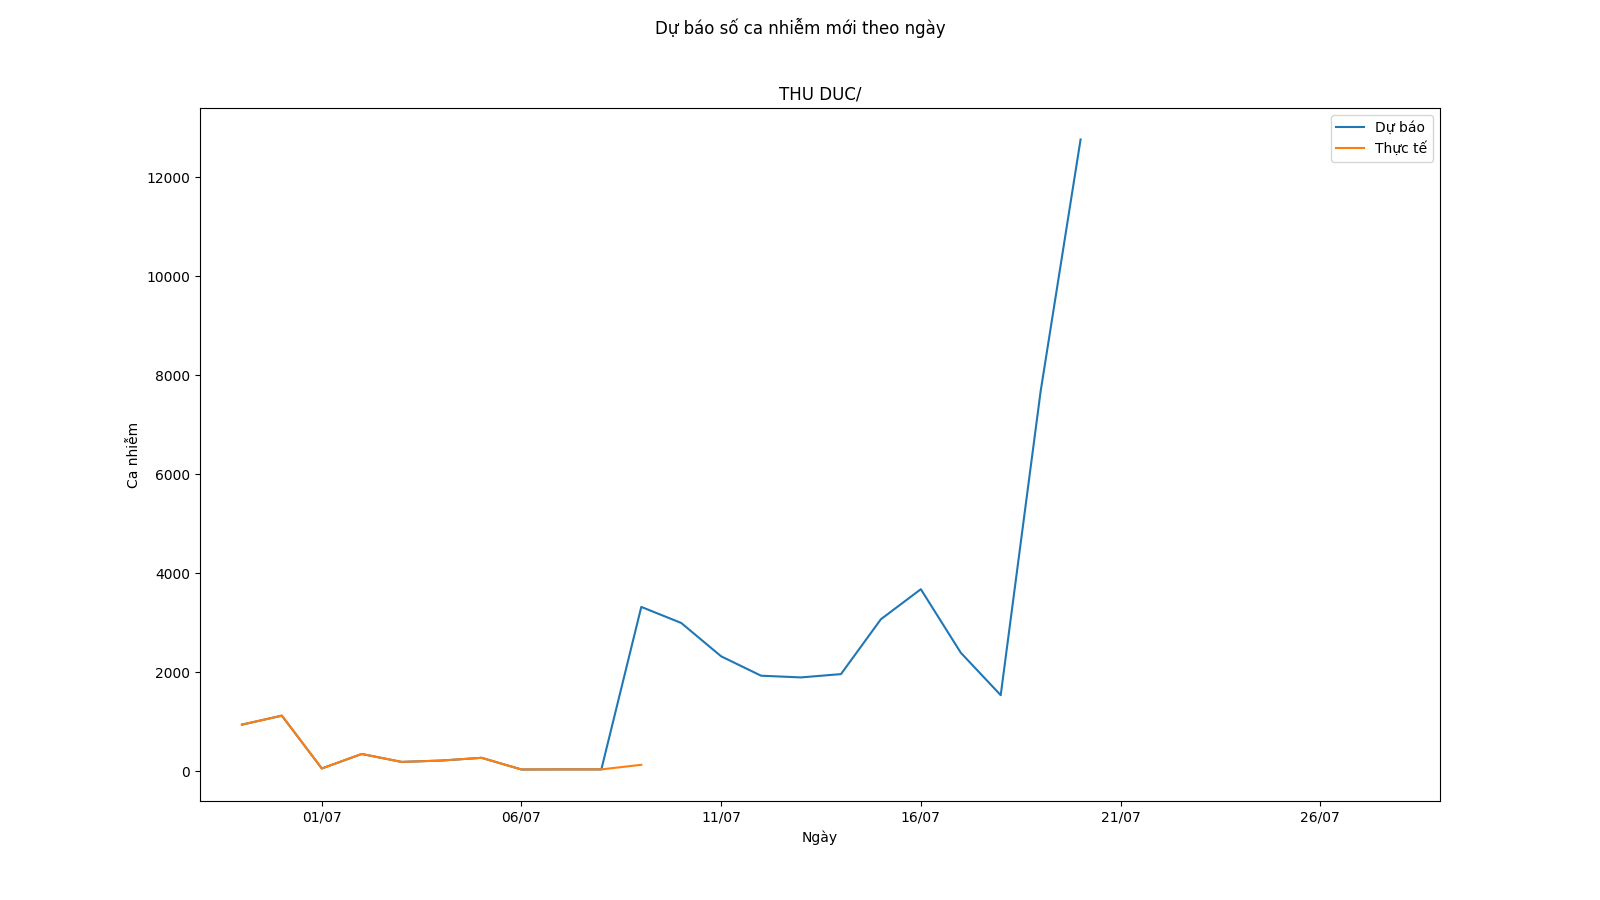 Dự báo số ca nhiễm mới theo ngày
THU DUC/
Dự báo
Thực tế
12000
10000
8000
6000
4000
2000
0
Ca nhiễm
01/07
06/07
11/07
16/07
21/07
26/07
Ngày